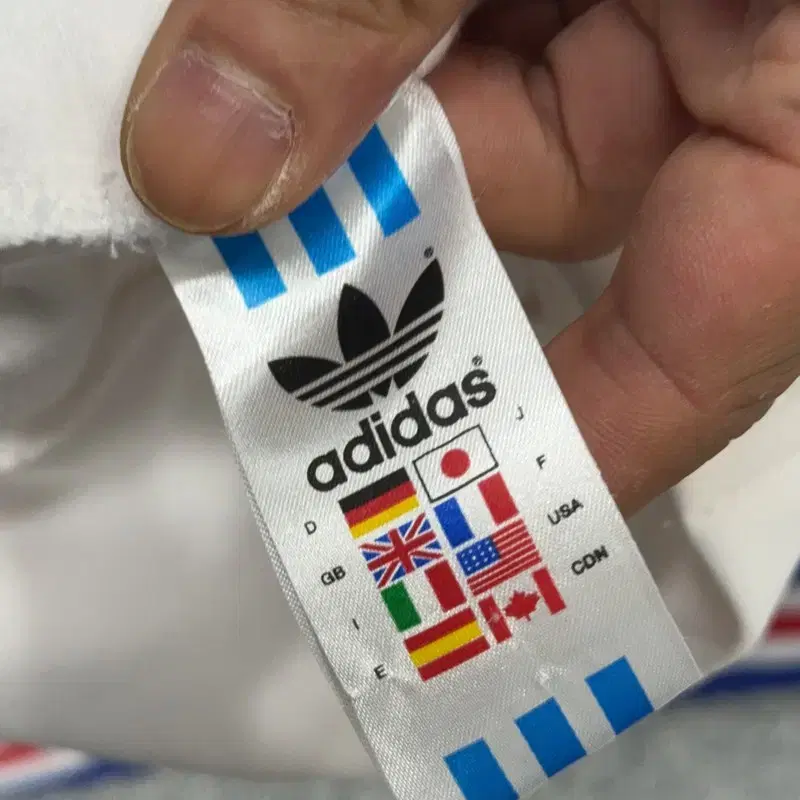 ®
adidas®
D J
GB F
I USA
E CDN